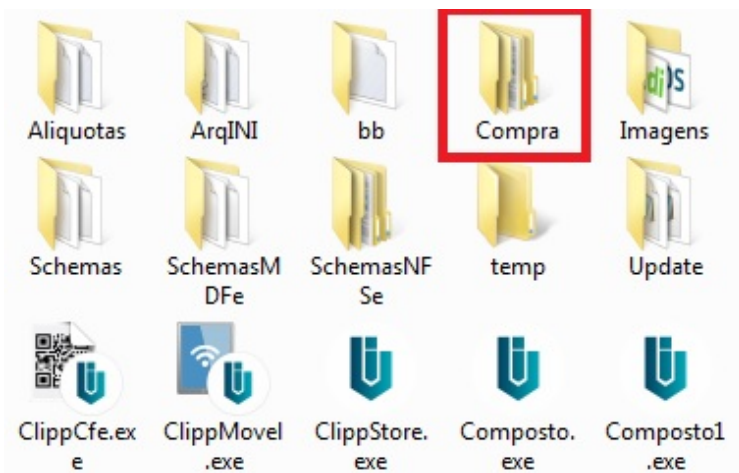 Aliquotas ArqINI bb Compra Imagens
Schemas SchemasM SchemasNF temp Update
DFe Se
ClippCfe.ex ClippMovel ClippStore. Composto. Composto1
e .exe exe exe .exe